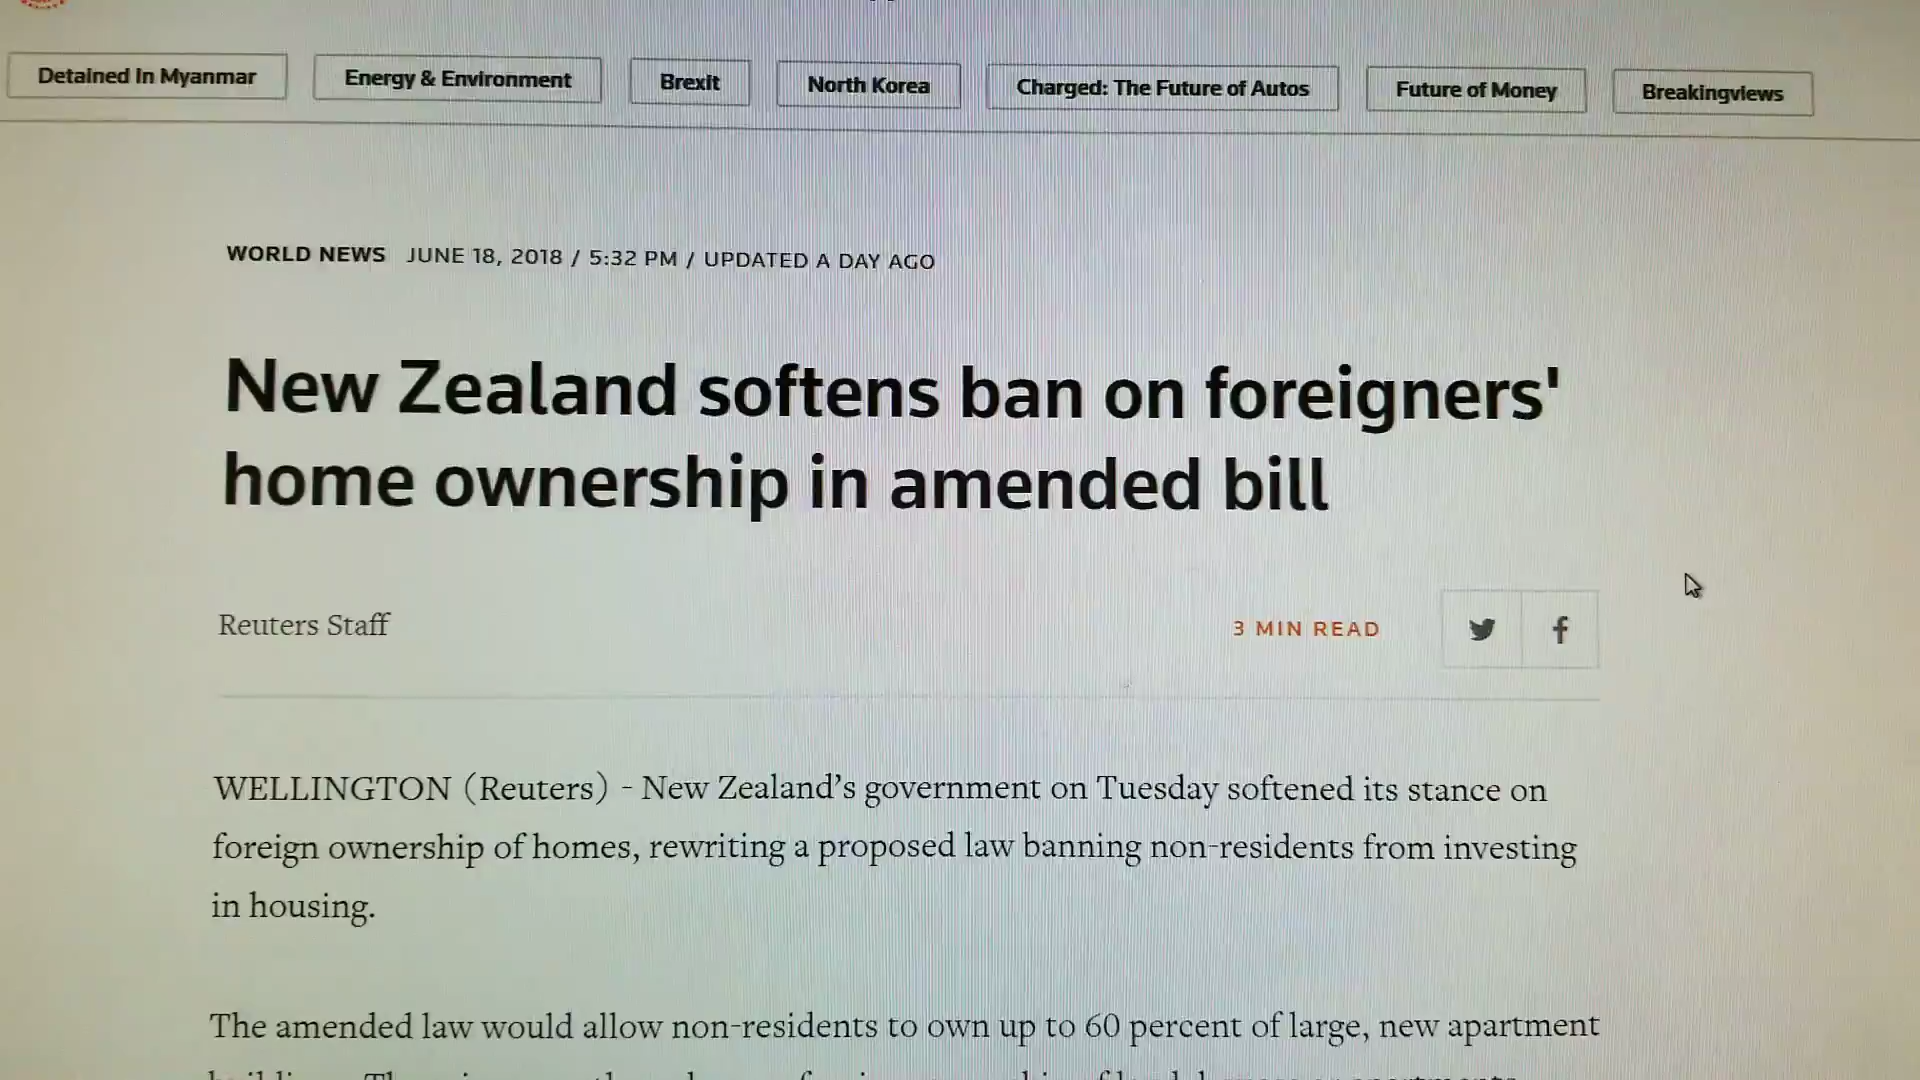 Detained In Myanmar
Energy & Environment
Brexit
North Korea
Charged: The Future of Autos
Future of Money
Breakingviews
WORLD NEWS JUNE 18, 2018 / 5:32 PM / UPDATED A DAY AGO
New Zealand softens ban on foreigners'
home ownership in amended bill
Reuters Staff
3 MIN READ
WELLINGTON (Reuters) - New Zealand’s government on Tuesday softened its stance on
foreign ownership of homes, rewriting a proposed law banning non-residents from investing
in housing.
The amended law would allow non-residents to own up to 60 percent of large, new apartment